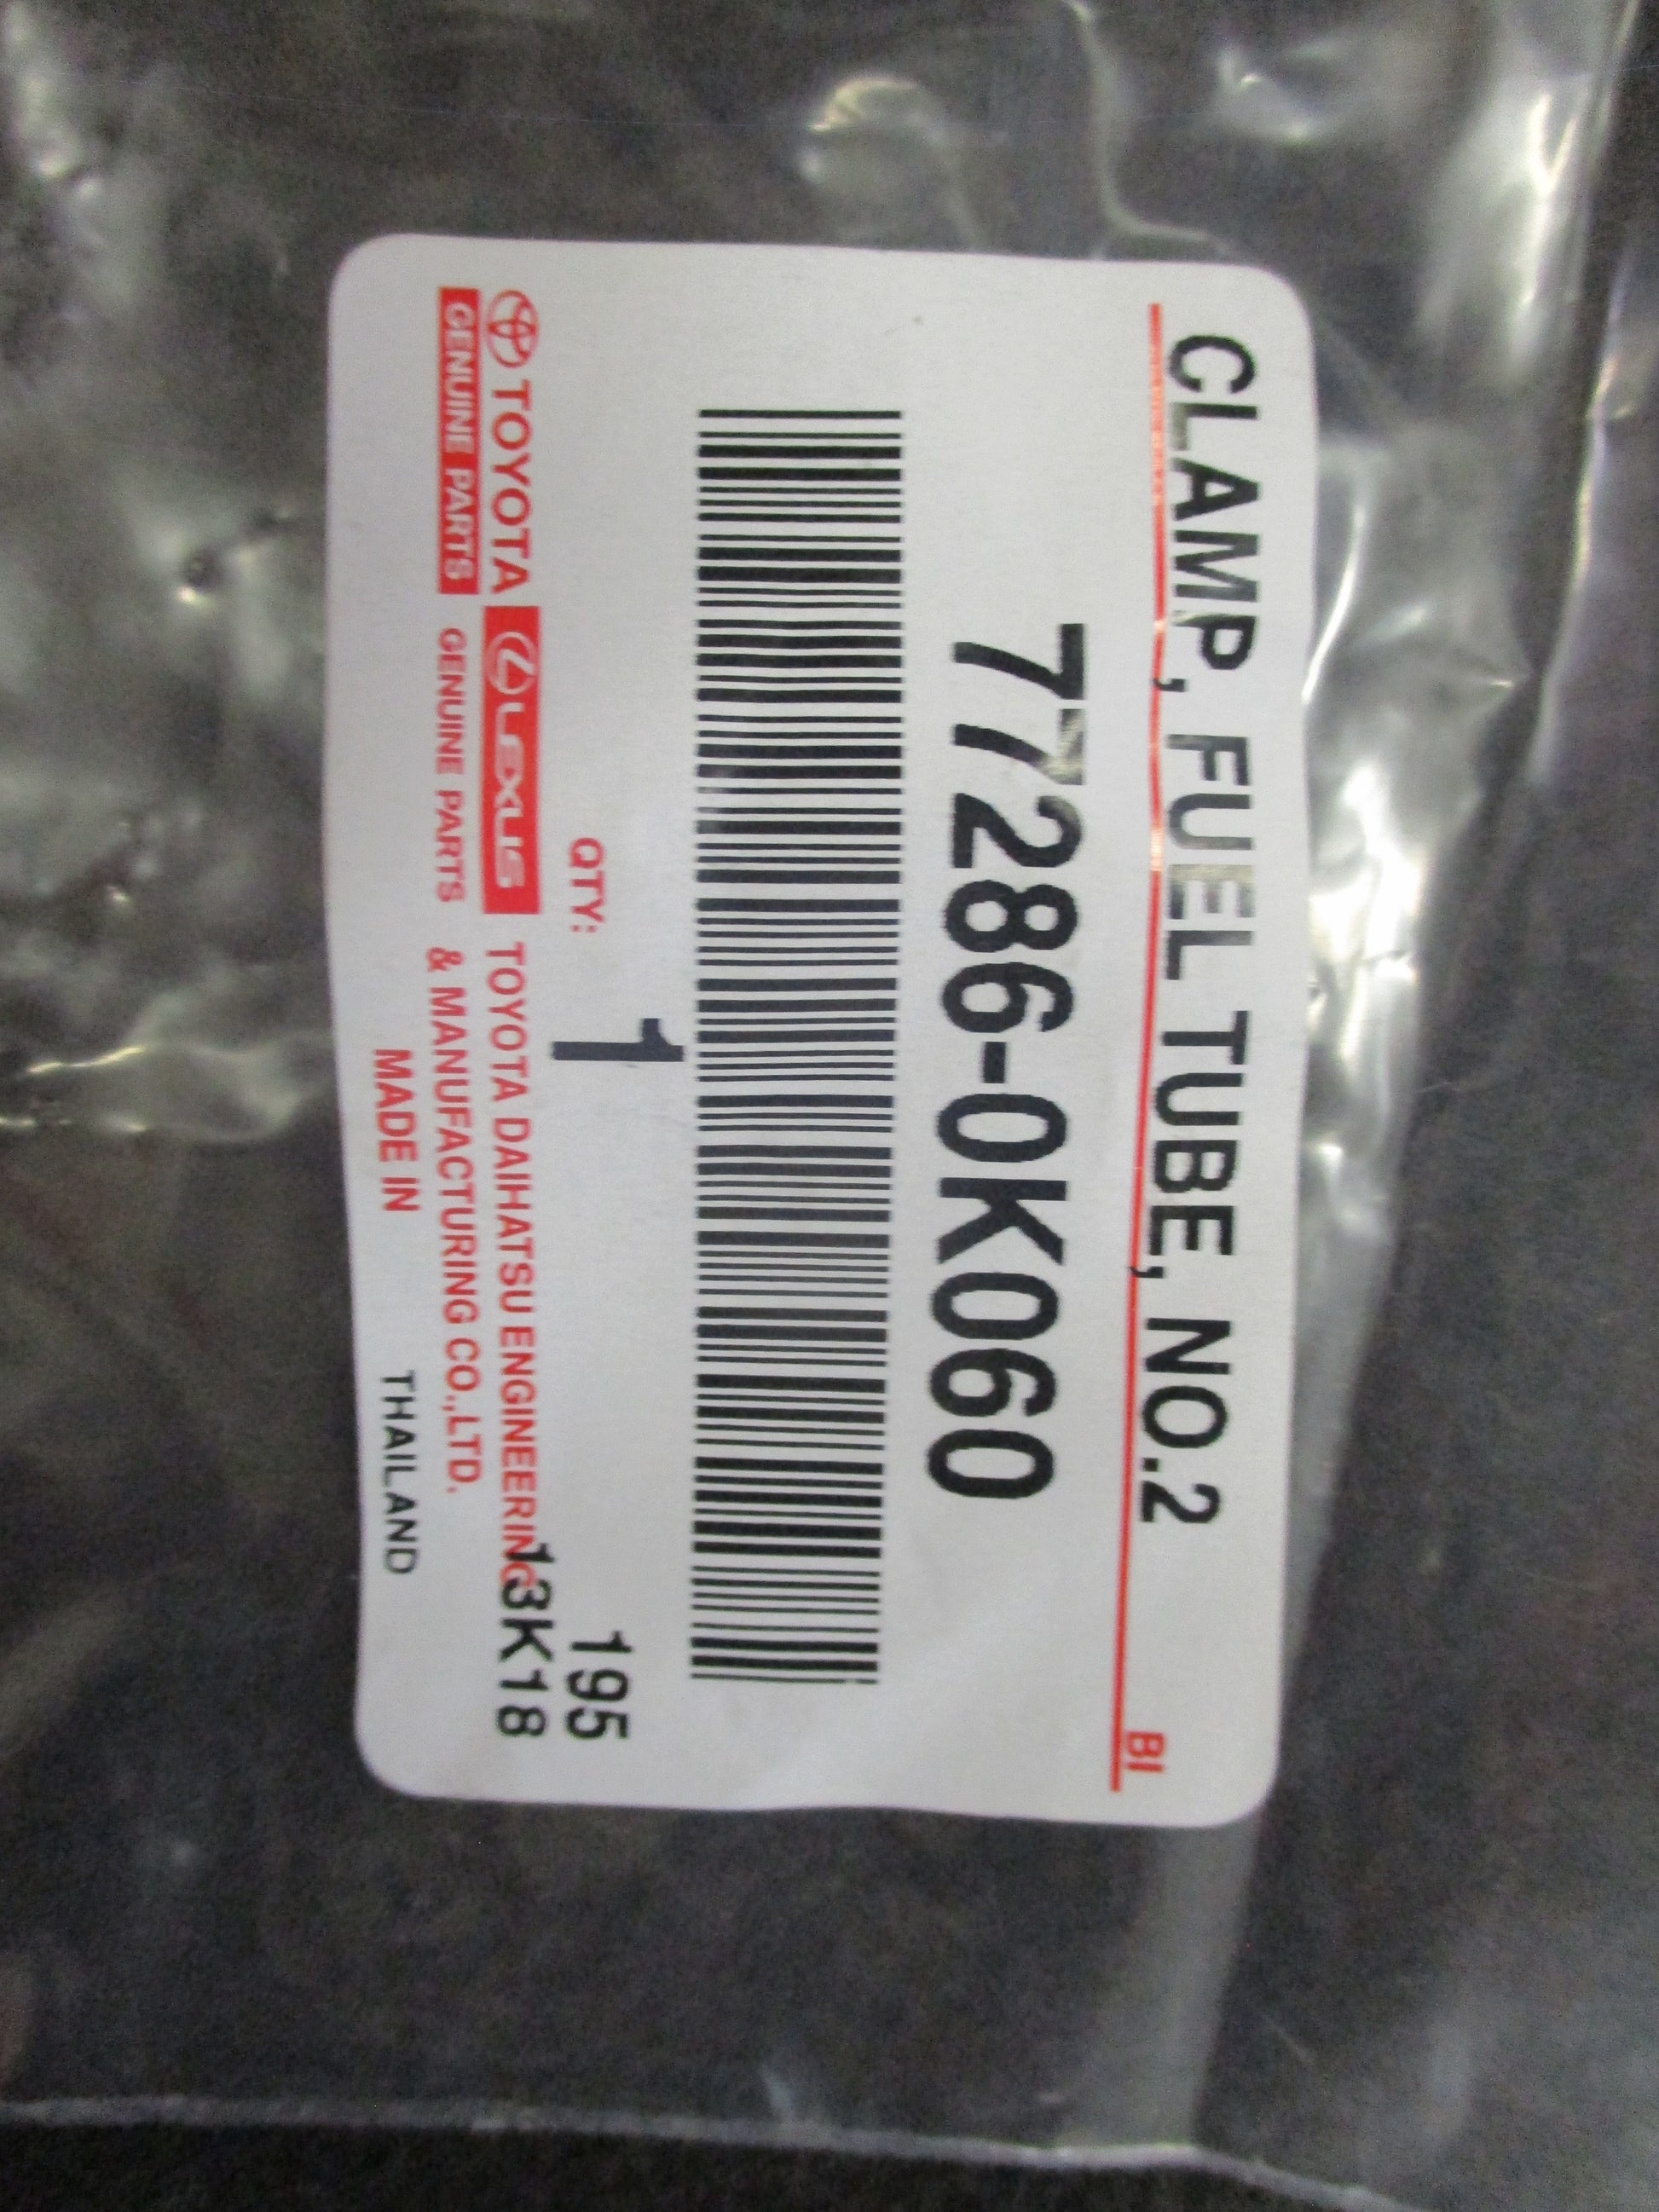 CLAMP, FUEL TUBE, NO.2
BI
77286-0K060
QTY: 1
195
13K18
TOYOTA
GENUINE PARTS
LEXUS
GENUINE PARTS
TOYOTA DAIHATSU ENGINEERING
& MANUFACTURING CO.,LTD.
MADE IN THAILAND